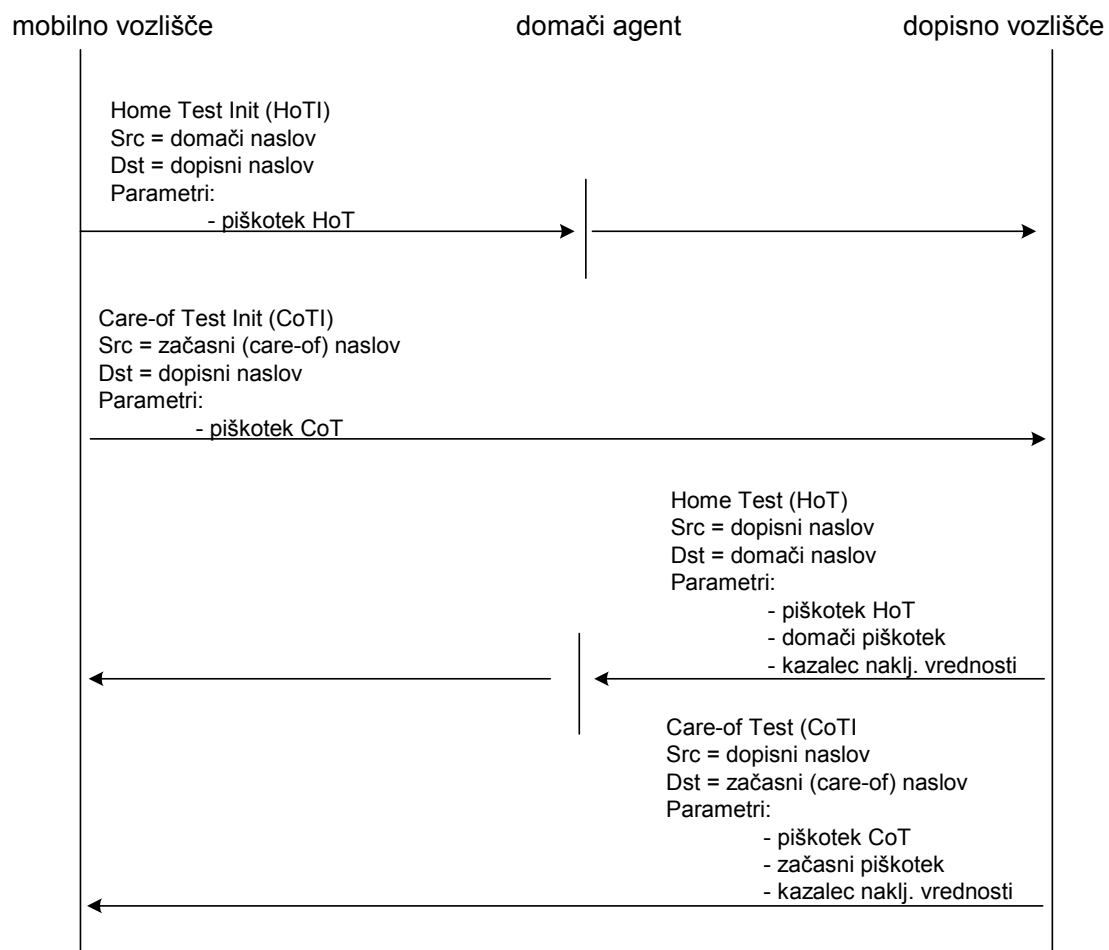 mobilno vozlišče domači agent dopisno vozlišče
Home Test Init (HoTI)
Src = domači naslov
Dst = dopisni naslov
Parametri:
- piškotek HoT
Care-of Test Init (CoTI)
Src = začasni (care-of) naslov
Dst = dopisni naslov
Parametri:
- piškotek CoT
Home Test (HoT)
Src = dopisni naslov
Dst = domači naslov
Parametri:
- piškotek HoT
- domači piškotek
- kazalec naklj. vrednosti
Care-of Test (CoTI
Src = dopisni naslov
Dst = začasni (care-of) naslov
Parametri:
- piškotek CoT
- začasni piškotek
- kazalec naklj. vrednosti